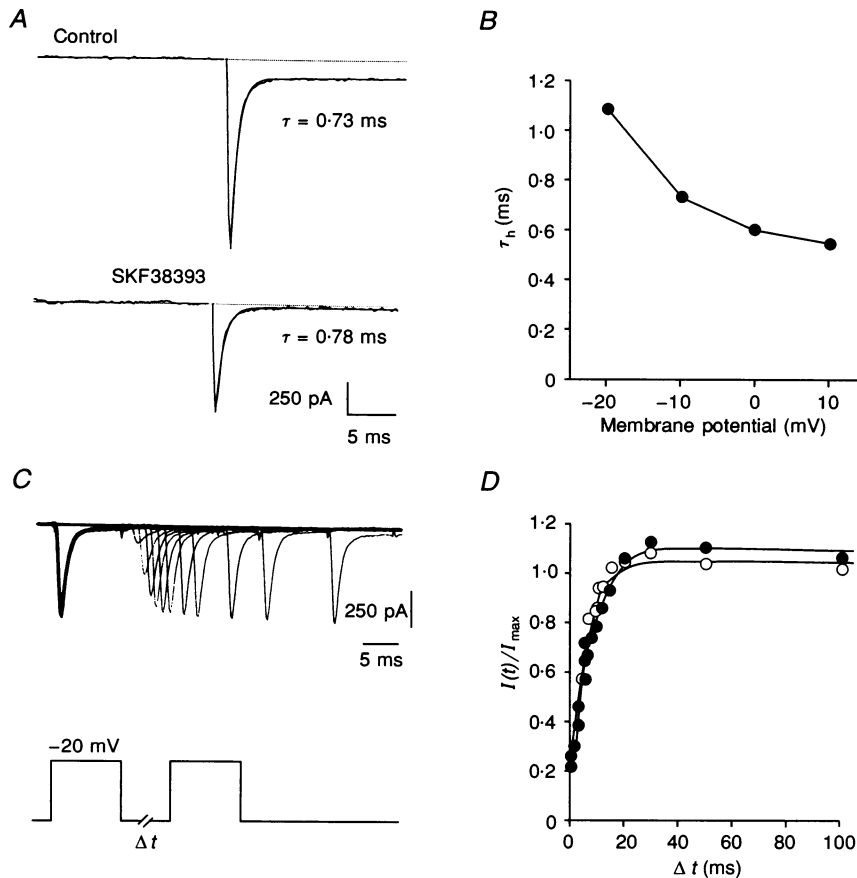 A
Control
τ = 0·73 ms
SKF38393
τ = 0·78 ms
250 pA
5 ms
B
1·2
1·0
0·8
0·6
0·4
0·2
0
τh (ms)
−20
−10
0
10
Membrane potential (mV)
C
250 pA
5 ms
−20 mV
Δ t
D
1·2
1·0
0·8
0·6
0·4
0·2
0
I(t)/Imax
0
20
40
60
80
100
Δ t (ms)